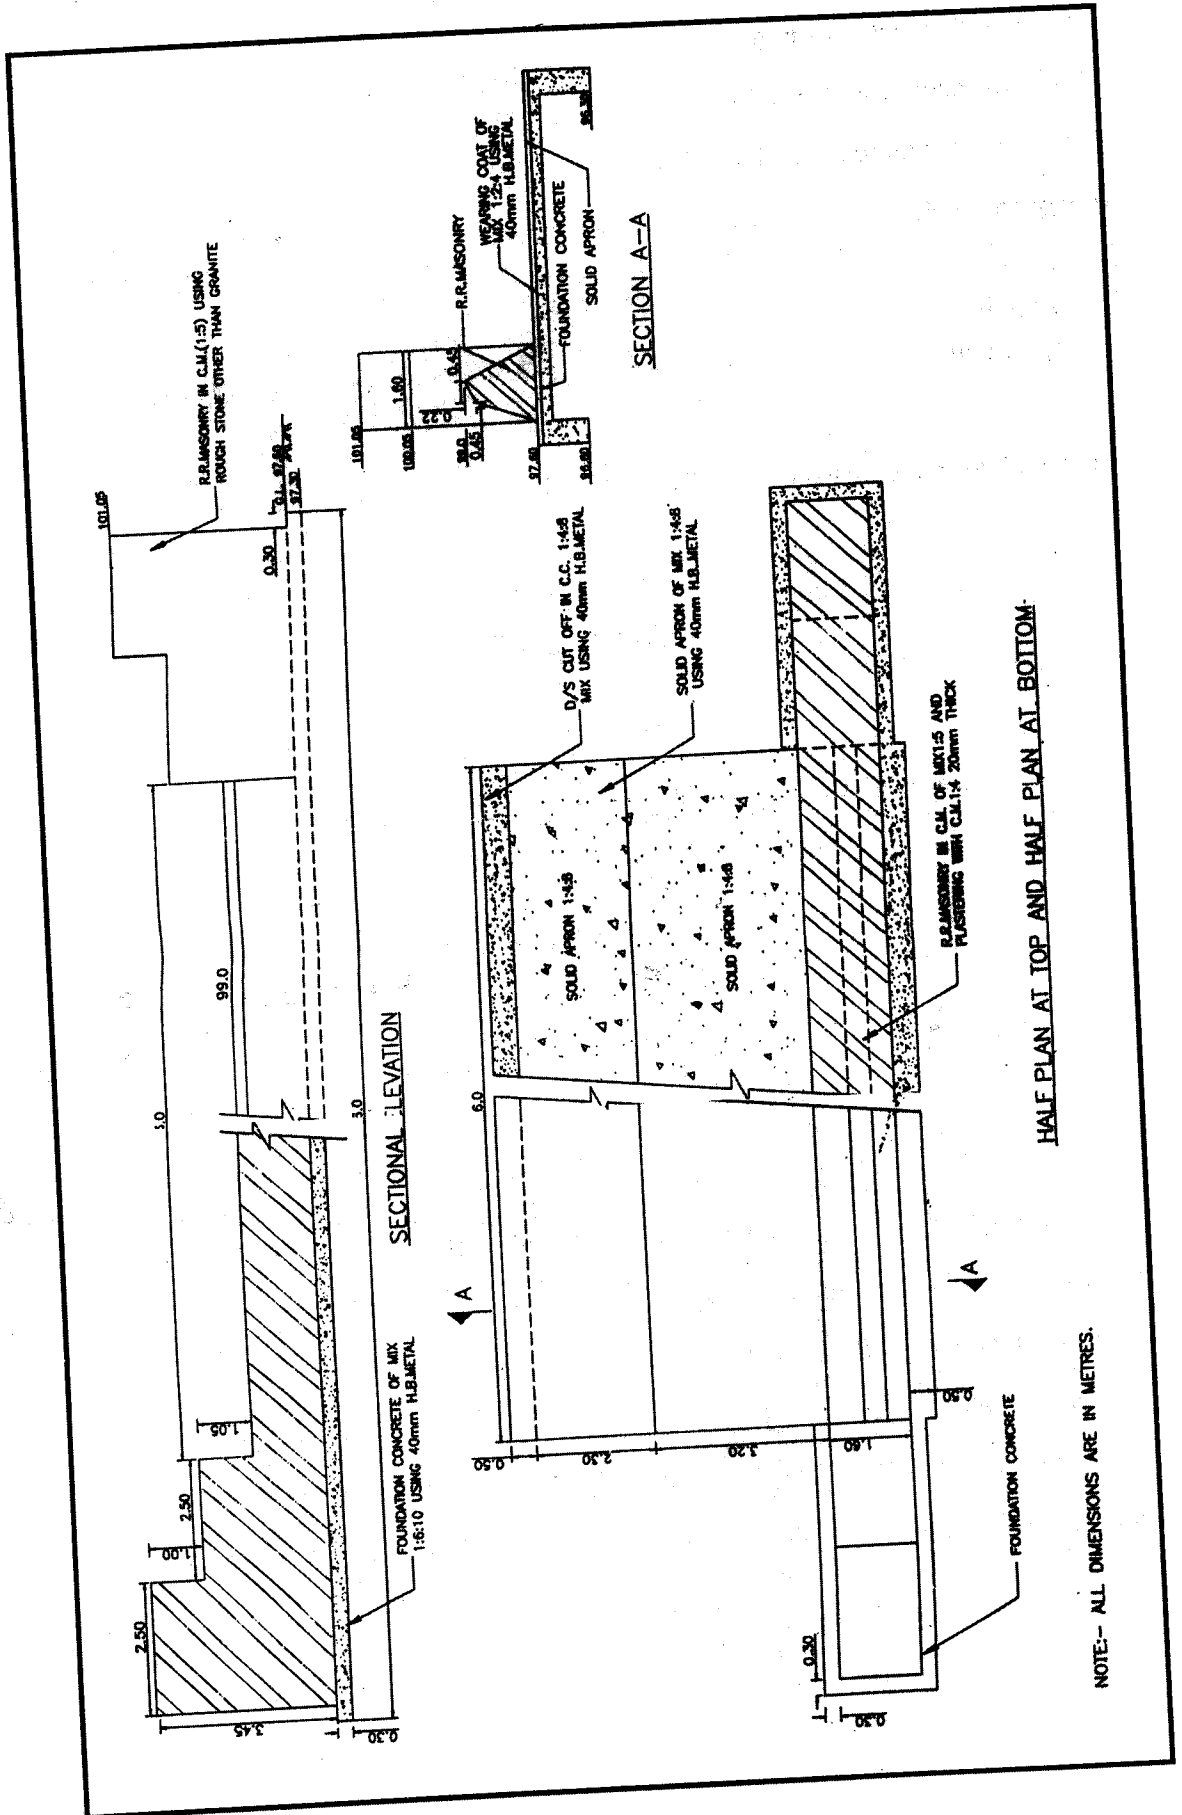 R.R.MASONRY IN C.M.(1:5) USING
ROUGH STONE OTHER THAN GRANITE
101.05
0.30
G.L. 97.60
97.30
99.0
2.50
2.50
1.00
1.05
3.45
0.30
FOUNDATION CONCRETE OF MIX
1:6:10 USING 40mm H.B.METAL
SECTIONAL
101.05
100.05
99.0
0.45
97.60
96.80
1.60
0.22
0.45
R.R.MASONRY
WEARING COAT OF
MIX 1:2:4 USING
40mm H.B.METAL
FOUNDATION CONCRETE
SOLID APRON
96.30
SECTION A-A
6.0
D/S CUT OFF IN C.C. 1:4:8
MIX USING 40mm H.B.METAL
SOLID APRON OF MIX 1:4:8
USING 40mm H.B.METAL
SOLID APRON 1:4:8
SOLID APRON 1:4:8
A
A
0.50
2.30
3.20
1.60
0.50
0.30
0.30
FOUNDATION CONCRETE
R.R.MASONRY IN C.M. OF MIX1:5 AND
PLASTERING WITH C.M.1:4 20mm THICK
HALF PLAN AT TOP AND HALF PLAN AT BOTTOM
NOTE:- ALL DIMENSIONS ARE IN METRES.